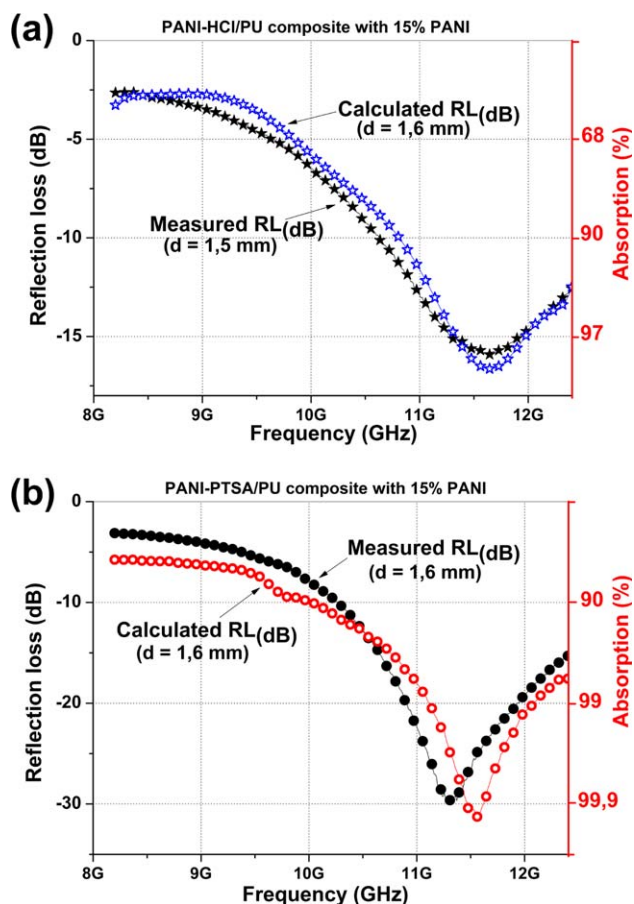 (a)
PANI-HCl/PU composite with 15% PANI
0
-5
-10
-15
Reflection loss (dB)
Calculated RL(dB)
(d = 1,6 mm)
Measured RL(dB)
(d = 1,5 mm)
68
90
97
Absorption (%)
8G 9G 10G 11G 12G
Frequency (GHz)
(b)
PANI-PTSA/PU composite with 15% PANI
0
-10
-20
-30
Reflection loss (dB)
Measured RL(dB)
(d = 1,6 mm)
Calculated RL(dB)
(d = 1,6 mm)
90
99
99,9
Absorption (%)
8G 9G 10G 11G 12G
Frequency (GHz)